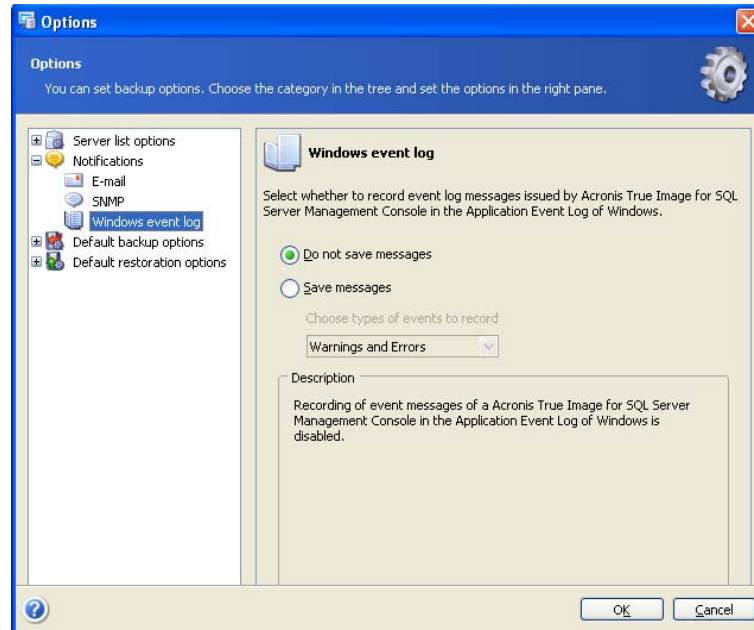 Options
Options
You can set backup options. Choose the category in the tree and set the options in the right pane.
Server list options
Notifications
E-mail
SNMP
Windows event log
Default backup options
Default restoration options
Windows event log
Select whether to record event log messages issued by Acronis True Image for SQL
Server Management Console in the Application Event Log of Windows.
Do not save messages
Save messages
Choose types of events to record
Warnings and Errors
Description
Recording of event messages of a Acronis True Image for SQL Server
Management Console in the Application Event Log of Windows is
disabled.
OK
Cancel